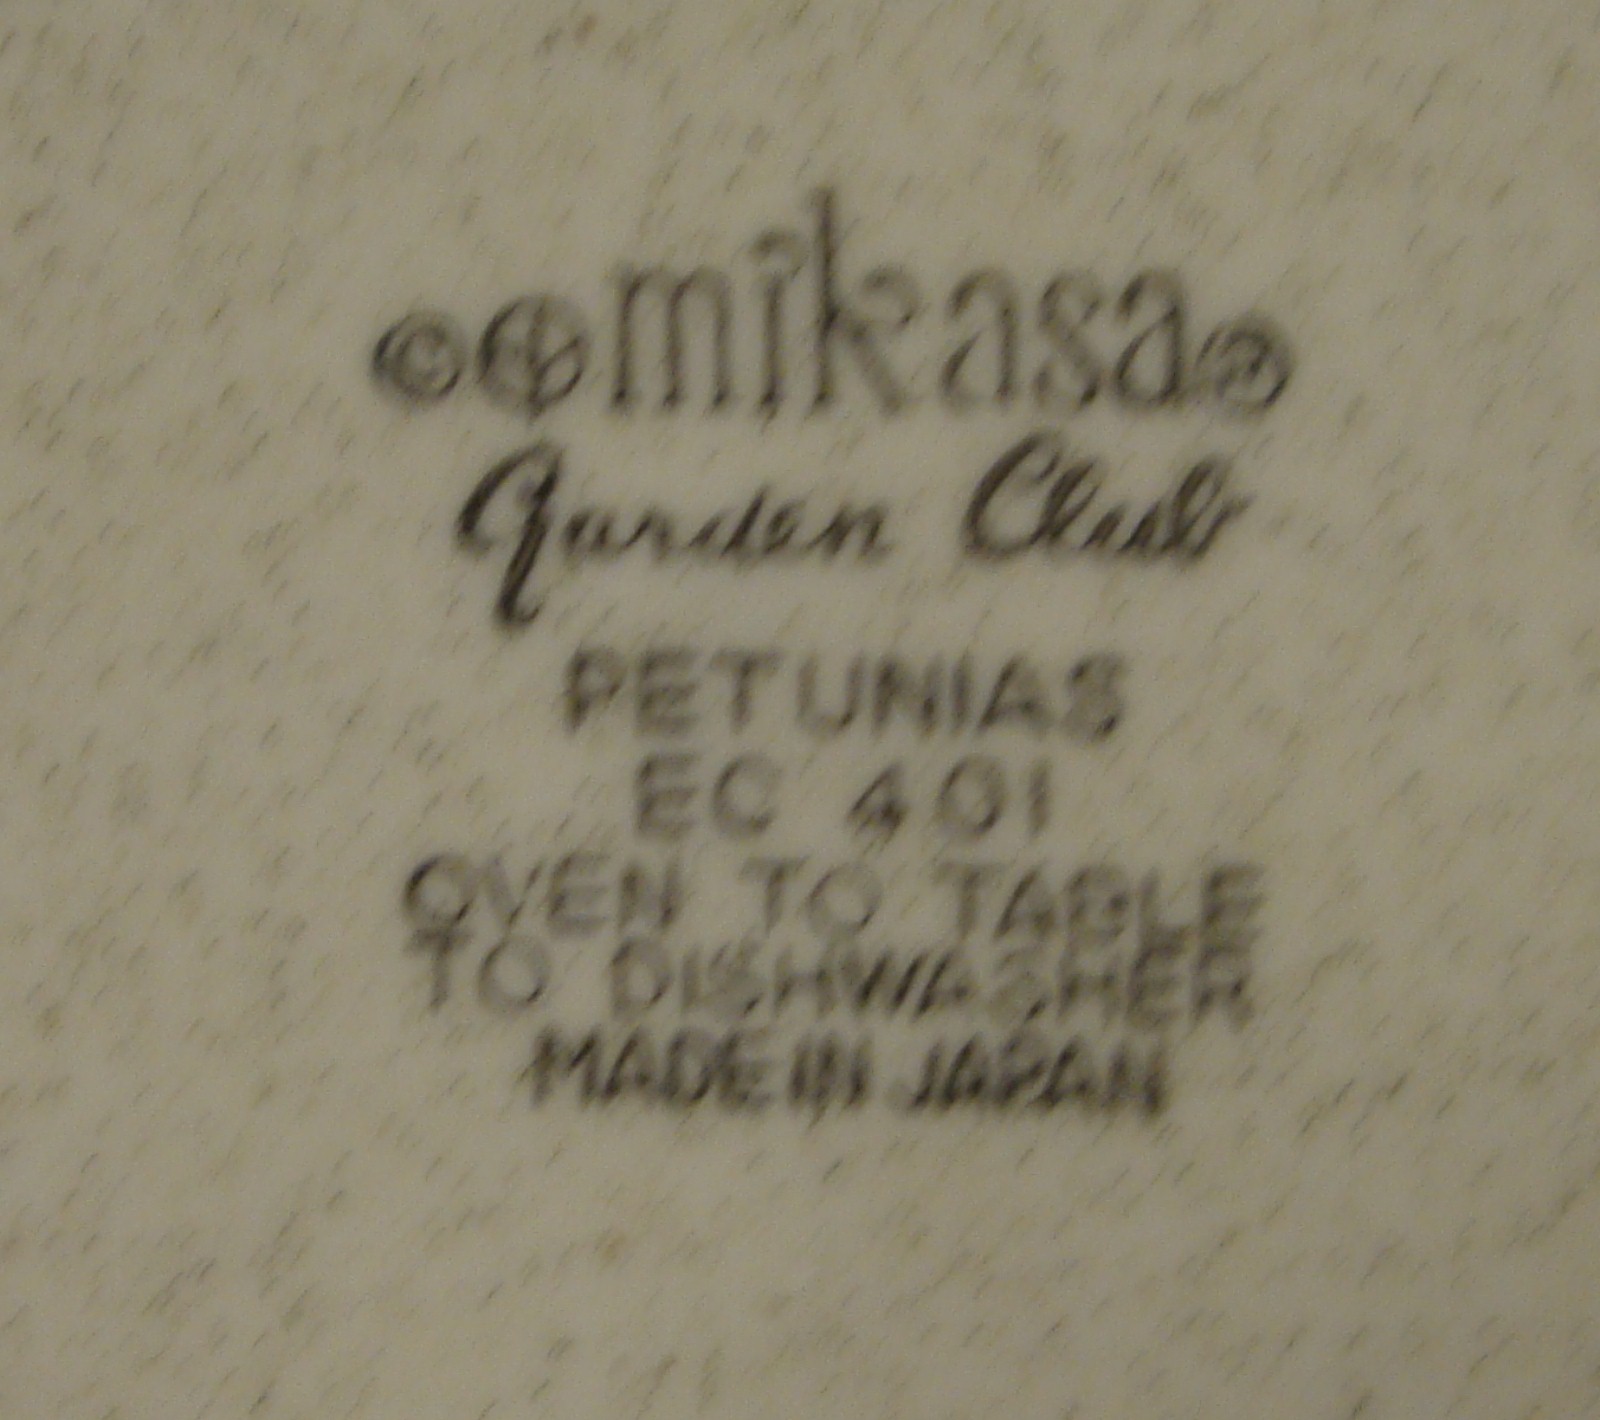 © mikasa ®
Garden Club
PETUNIAS
EC 401
OVEN TO TABLE
TO DISHWASHER
MADE IN JAPAN